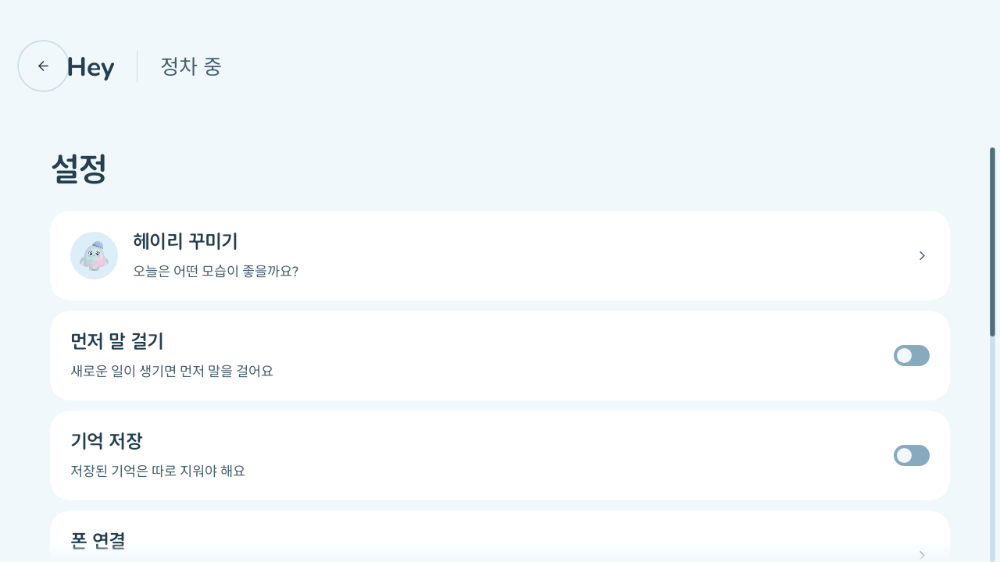 Hey
정차 중
설정
헤이리 꾸미기
오늘은 어떤 모습이 좋을까요?
먼저 말 걸기
새로운 일이 생기면 먼저 말을 걸어요
기억 저장
저장된 기억은 따로 지워야 해요
폰 연결